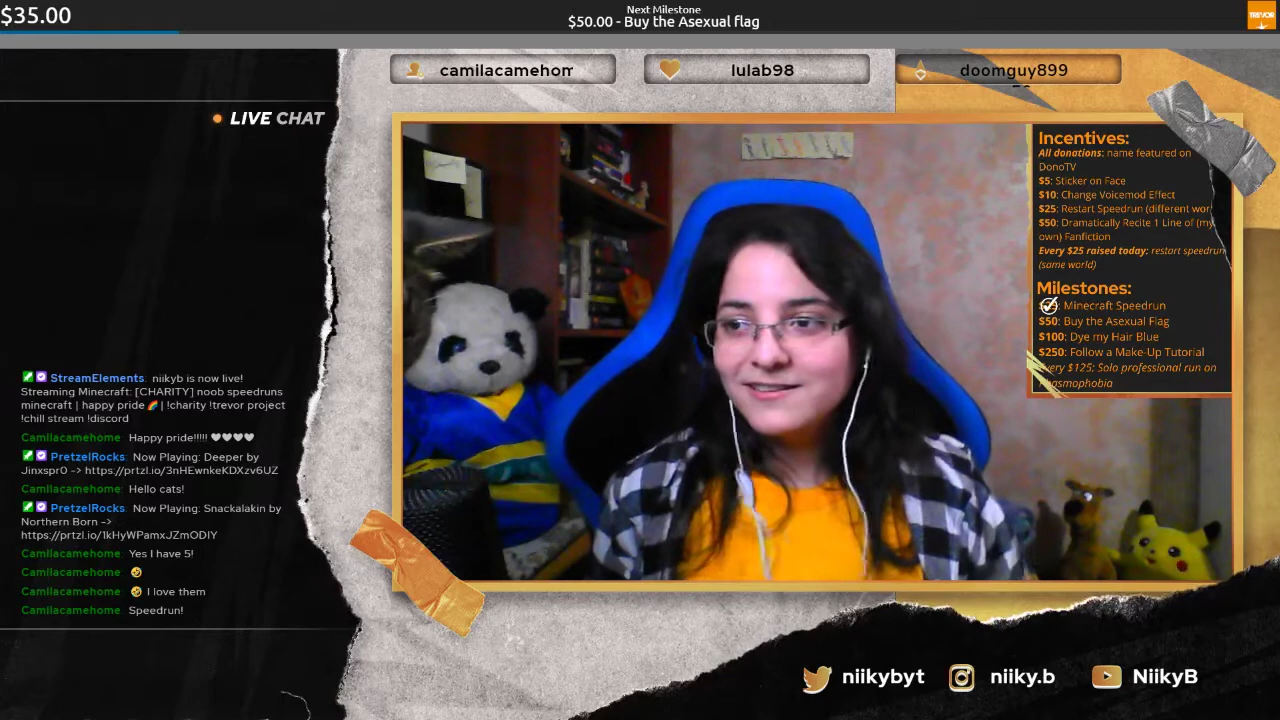 $35.00
Next Milestone
$50.00 - Buy the Asexual flag
TREVOR
camilacamehom
lulab98
doomguy899
LIVE CHAT
StreamElements: niikyb is now live!
Streaming Minecraft: [CHARITY] noob speedruns
minecraft | happy pride🏳️‍🌈 | !charity !trevor project
!chill stream !discord
Camilacamehome: Happy pride!!!!! 🤍🤍🤍🤍
PretzelRocks: Now Playing: Deeper by
Jinxspr0 -> https://prtzl.io/3nHEwnkeKDXzv6UZ
Camilacamehome: Hello cats!
PretzelRocks: Now Playing: Snackalakin by
Northern Born ->
https://prtzl.io/1kHyWPamxJZmODIY
Camilacamehome: Yes I have 5!
Camilacamehome: 🤣
Camilacamehome: 🤣 I love them
Camilacamehome: Speedrun!
Incentives:
All donations: name featured on
DonoTV
$5: Sticker on Face
$10: Change Voicemod Effect
$25: Restart Speedrun (different wor
$50: Dramatically Recite 1 Line of (my
own) Fanfiction
Every $25 raised today: restart speedrun
(same world)
Milestones:
Minecraft Speedrun
$50: Buy the Asexual Flag
$100: Dye my Hair Blue
$250: Follow a Make-Up Tutorial
Every $125: Solo professional run on
Phasmophobia
niikybyt
niiky.b
NiikyB